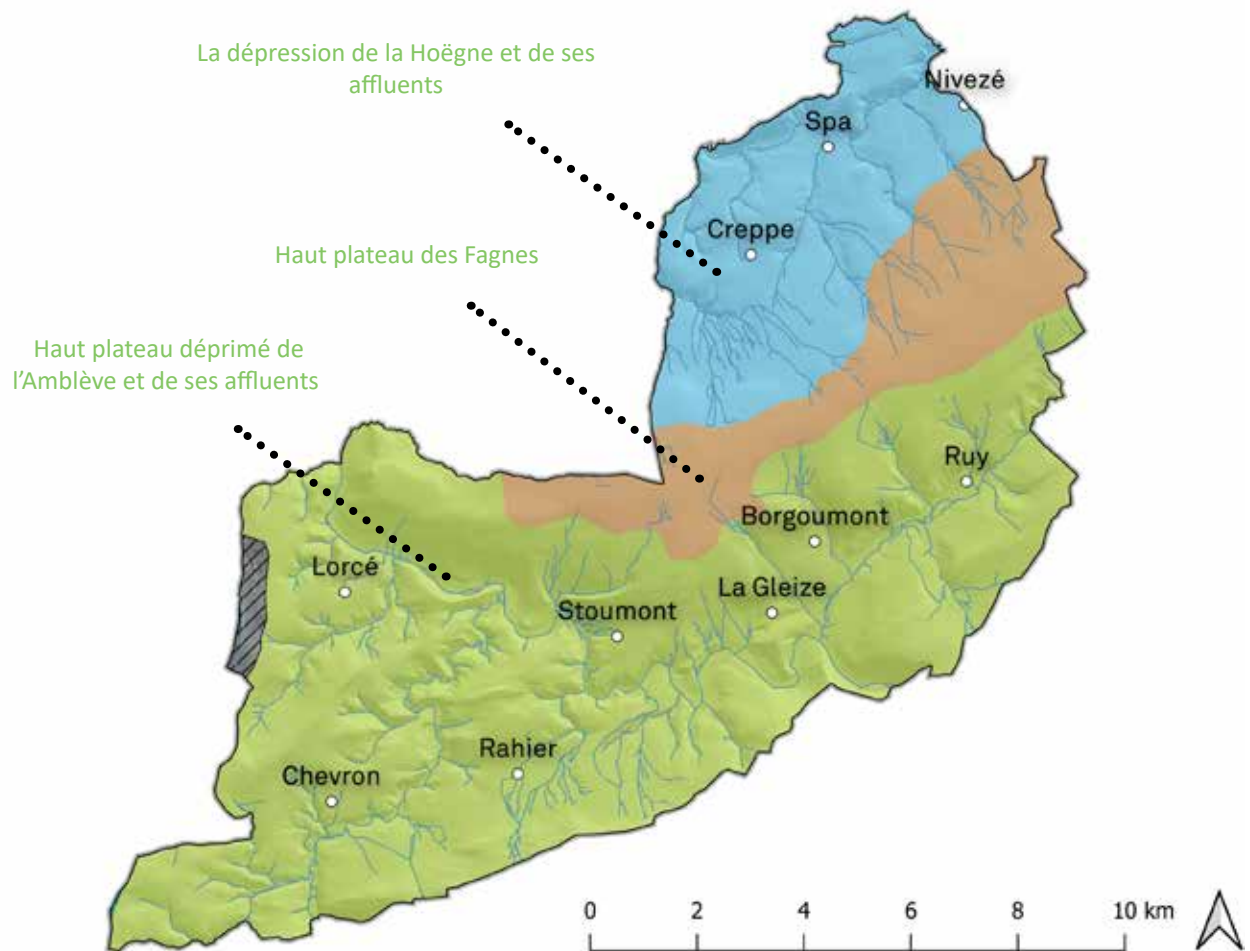 La dépression de la Hoëgne et de ses
affluents
Nivezé
Spa
Creppe
Haut plateau des Fagnes
Haut plateau déprimé de
l'Amblève et de ses affluents
Ruy
Borgoumont
Lorcé
La Gleize
Stoumont
Rahier
Chevron
0 2 4 6 8 10 km